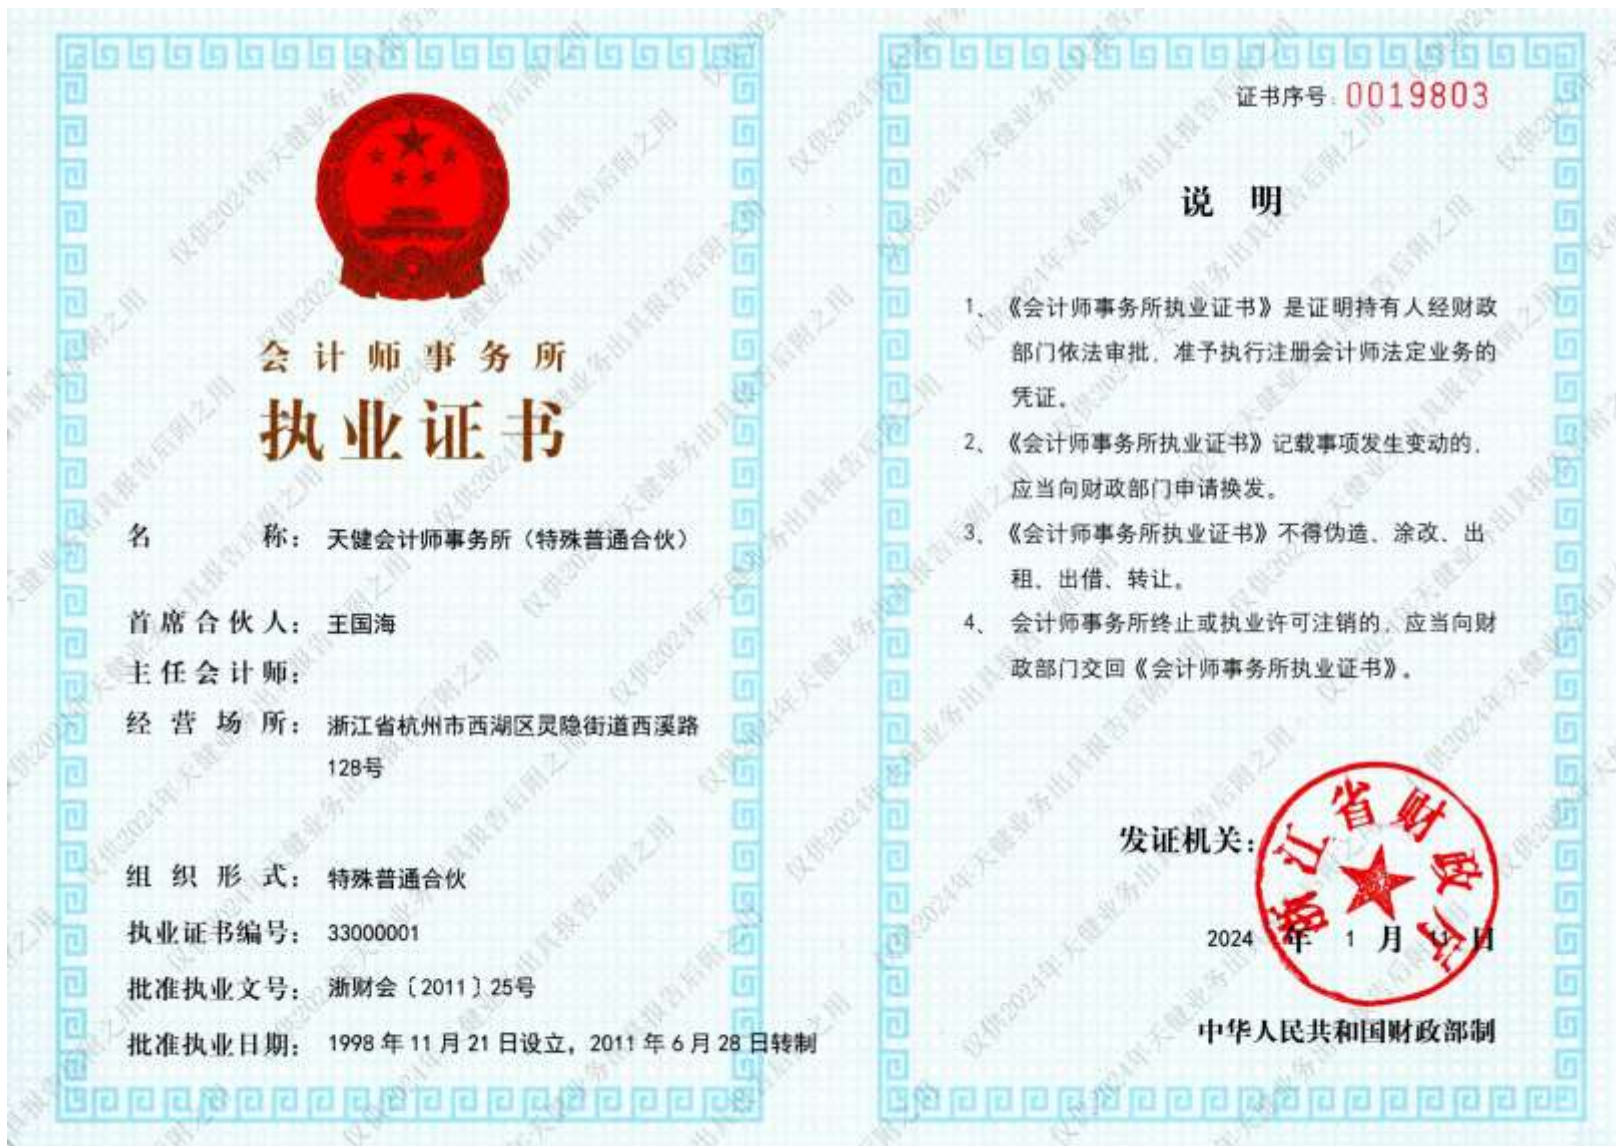 会计师事务所
执业证书
名称：天健会计师事务所（特殊普通合伙）
首席合伙人：王国海
主任会计师：
经营场所：浙江省杭州市西湖区灵隐街道西溪路
128号
组织形式：特殊普通合伙
执业证书编号：33000001
批准执业文号：浙财会〔2011〕25号
批准执业日期：1998年11月21日设立，2011年6月28日转制
证书序号：0019803
说明
1、《会计师事务所执业证书》是证明持有人经财政
部门依法审批，准予执行注册会计师法定业务的
凭证。
2、《会计师事务所执业证书》记载事项发生变动的，
应当向财政部门申请换发。
3、《会计师事务所执业证书》不得伪造、涂改、出
租、出借、转让。
4、会计师事务所终止或执业许可注销的，应当向财
政部门交回《会计师事务所执业证书》。
发证机关：
浙江省财政厅
2024年1月11日
中华人民共和国财政部制
仅供2024年天健业务出具报告后附之用